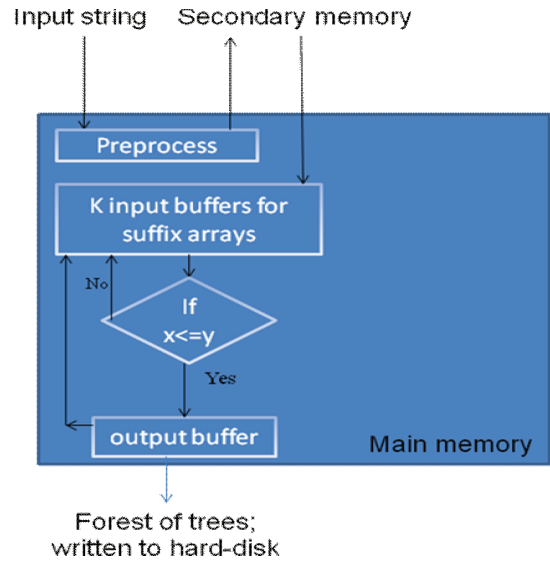 Input string
Secondary memory
Preprocess
K input buffers for
suffix arrays
No
If
x<=y
Yes
output buffer
Main memory
Forest of trees;
written to hard-disk